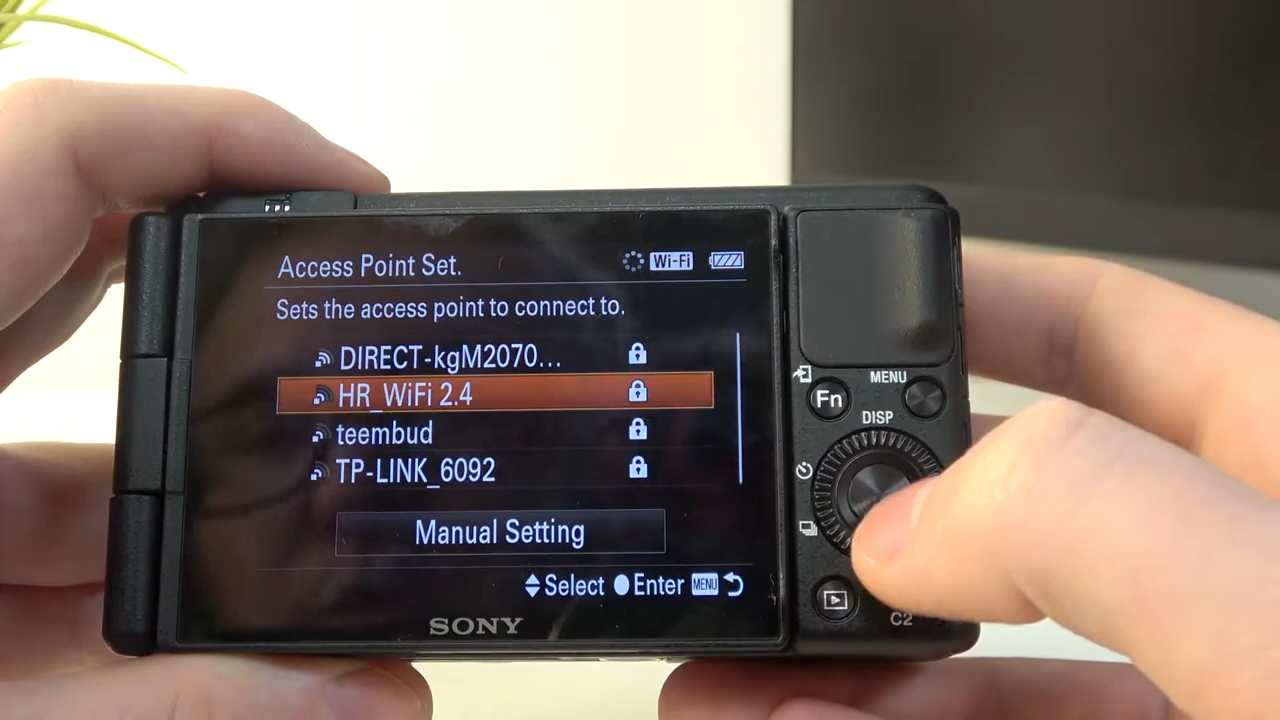 Access Point Set.
Wi-Fi
Sets the access point to connect to.
DIRECT-kgM2070...
HR_WiFi 2.4
teembud
TP-LINK_6092
Manual Setting
Select Enter MENU
SONY
MENU
Fn
DISP
C2